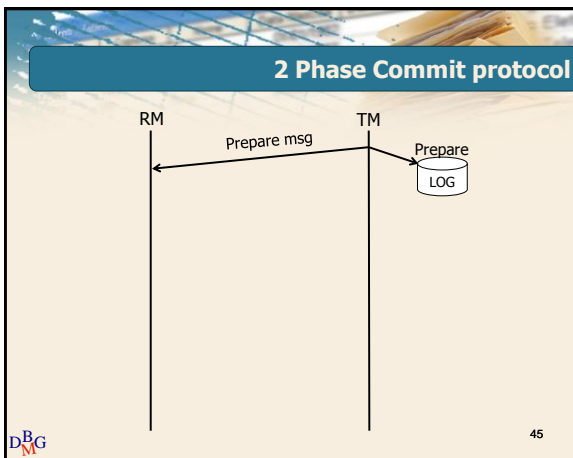 2 Phase Commit protocol
RM TM
Prepare msg
Prepare
LOG
DBMG
45